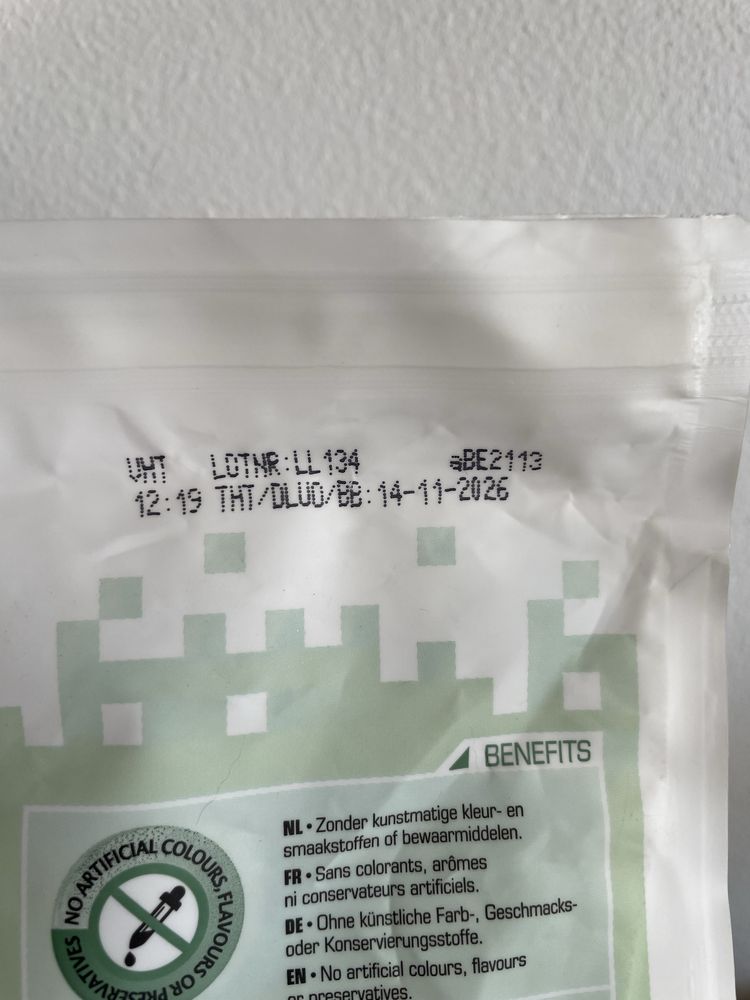 VHT LOTNR:LL134 aBE2113
12:19 THT/DLUO/BB:14-11-2026
BENEFITS
NO ARTIFICIAL COLOURS, FLAVOURS OR PRESERVATIVES
NL • Zonder kunstmatige kleur- en
smaakstoffen of bewaarmiddelen.
FR • Sans colorants, arômes
ni conservateurs artificiels.
DE • Ohne künstliche Farb-, Geschmacks-
oder Konservierungsstoffe.
EN • No artificial colours, flavours
or preservatives.